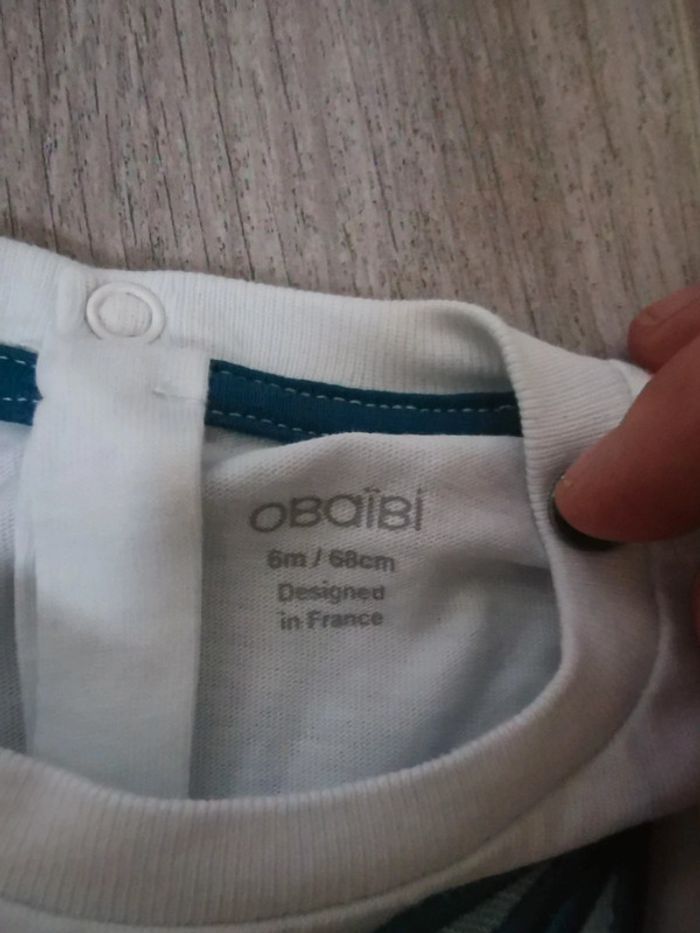 OBaïBi
6m / 68cm
Designed
in France